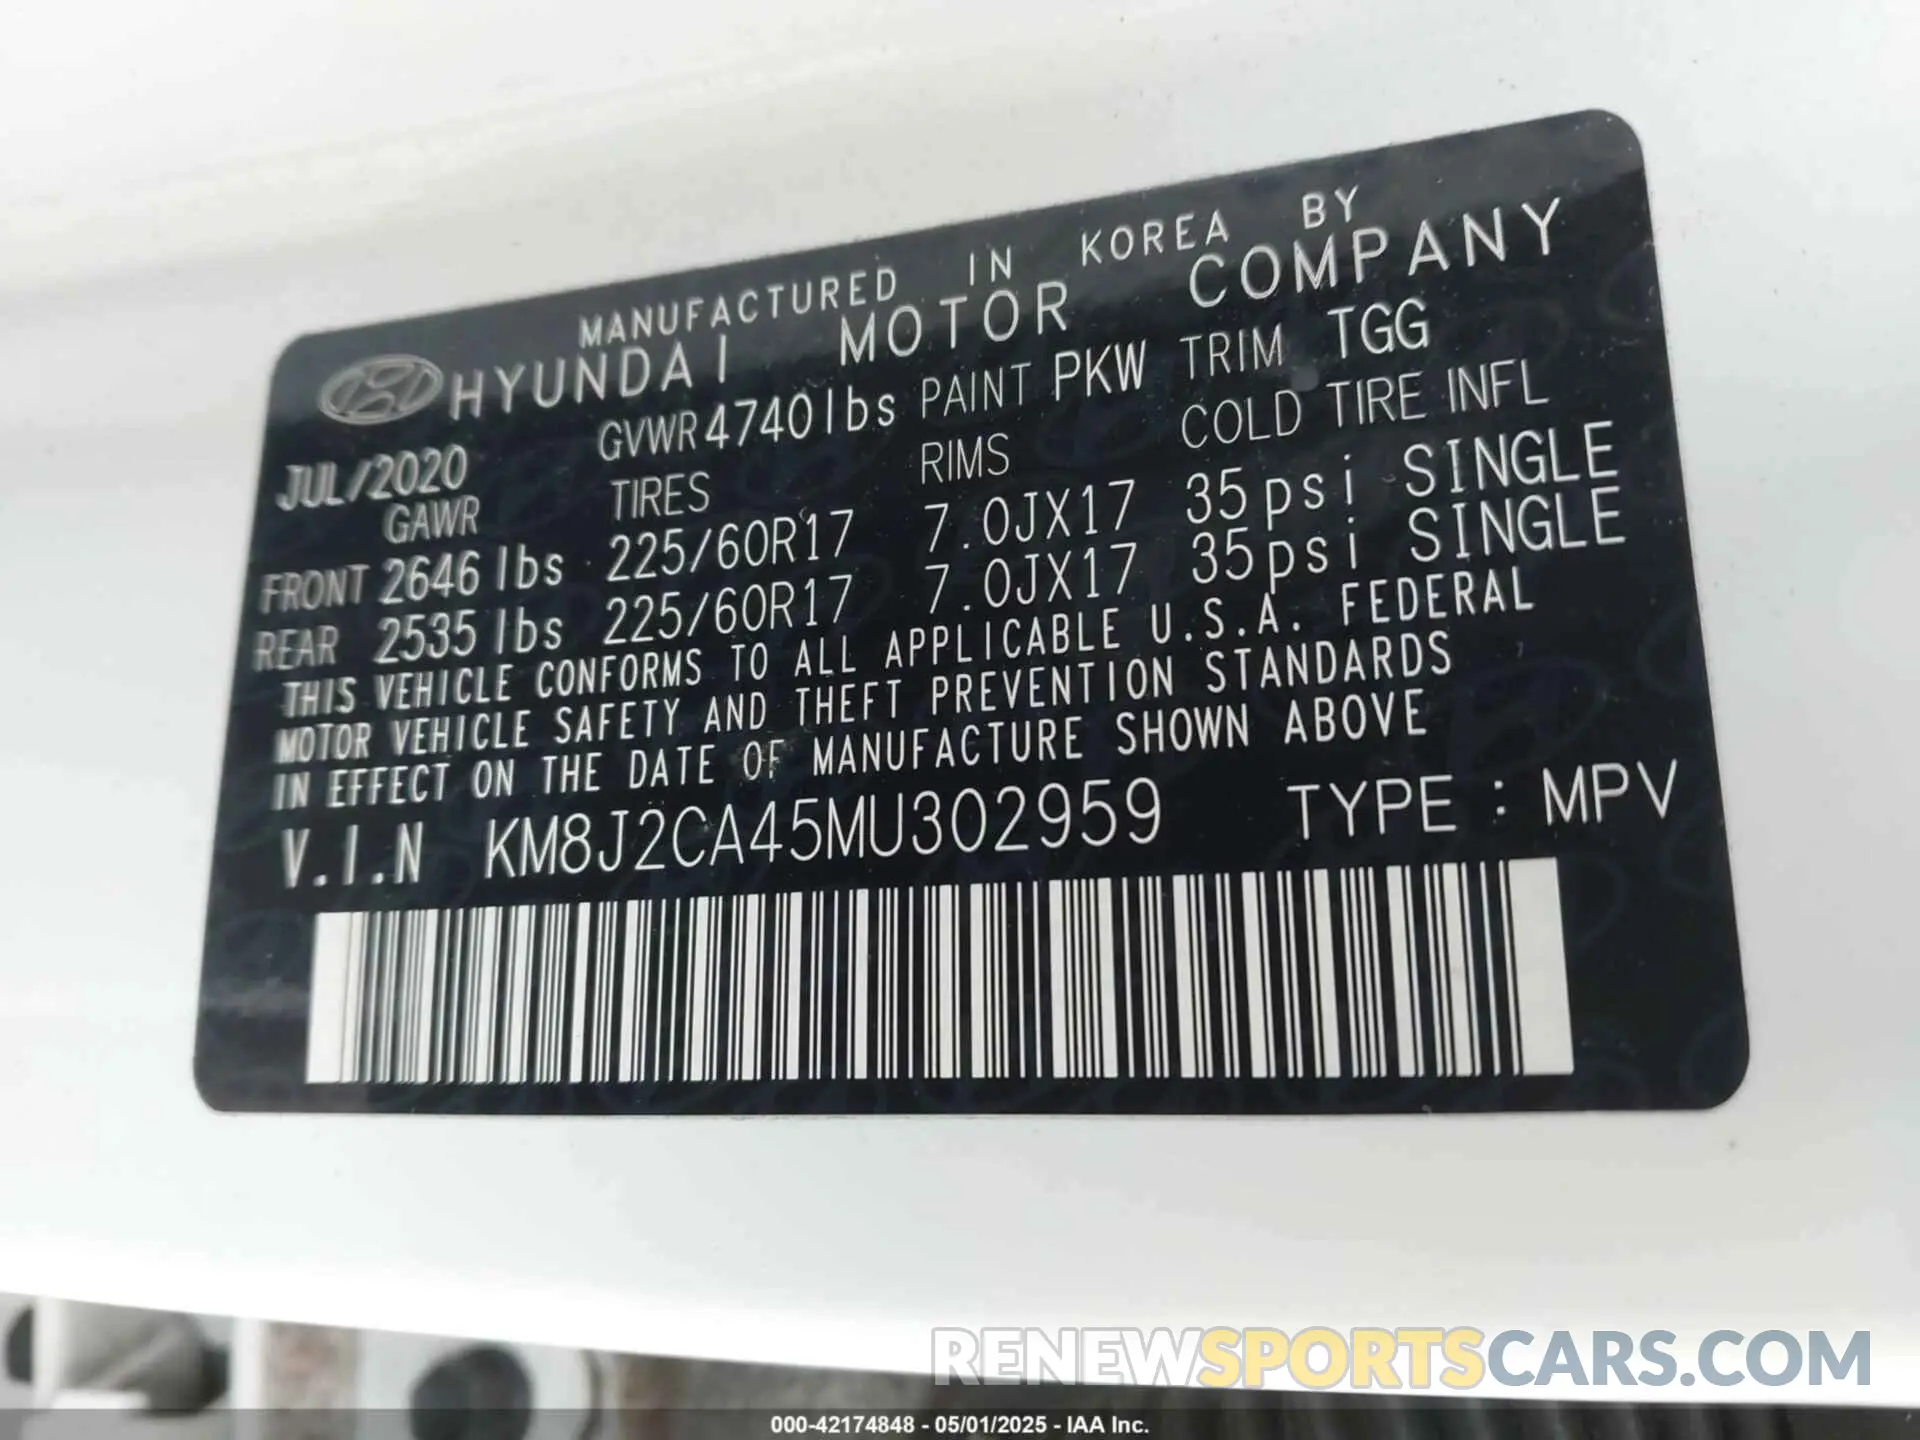 MANUFACTURED IN KOREA BY
HYUNDAI MOTOR COMPANY
JUL/2020 GVWR 4740 lbs PAINT PKW TRIM TGG
GAWR TIRES RIMS COLD TIRE INFL
FRONT 2646 lbs 225/60R17 7.0JX17 35psi SINGLE
REAR 2535 lbs 225/60R17 7.0JX17 35psi SINGLE
THIS VEHICLE CONFORMS TO ALL APPLICABLE U.S.A. FEDERAL
MOTOR VEHICLE SAFETY AND THEFT PREVENTION STANDARDS
IN EFFECT ON THE DATE OF MANUFACTURE SHOWN ABOVE
V.I.N KM8J2CA45MU302959 TYPE : MPV
RENEWSPORTSCARS.COM
000-42174848 - 05/01/2025 - IAA Inc.